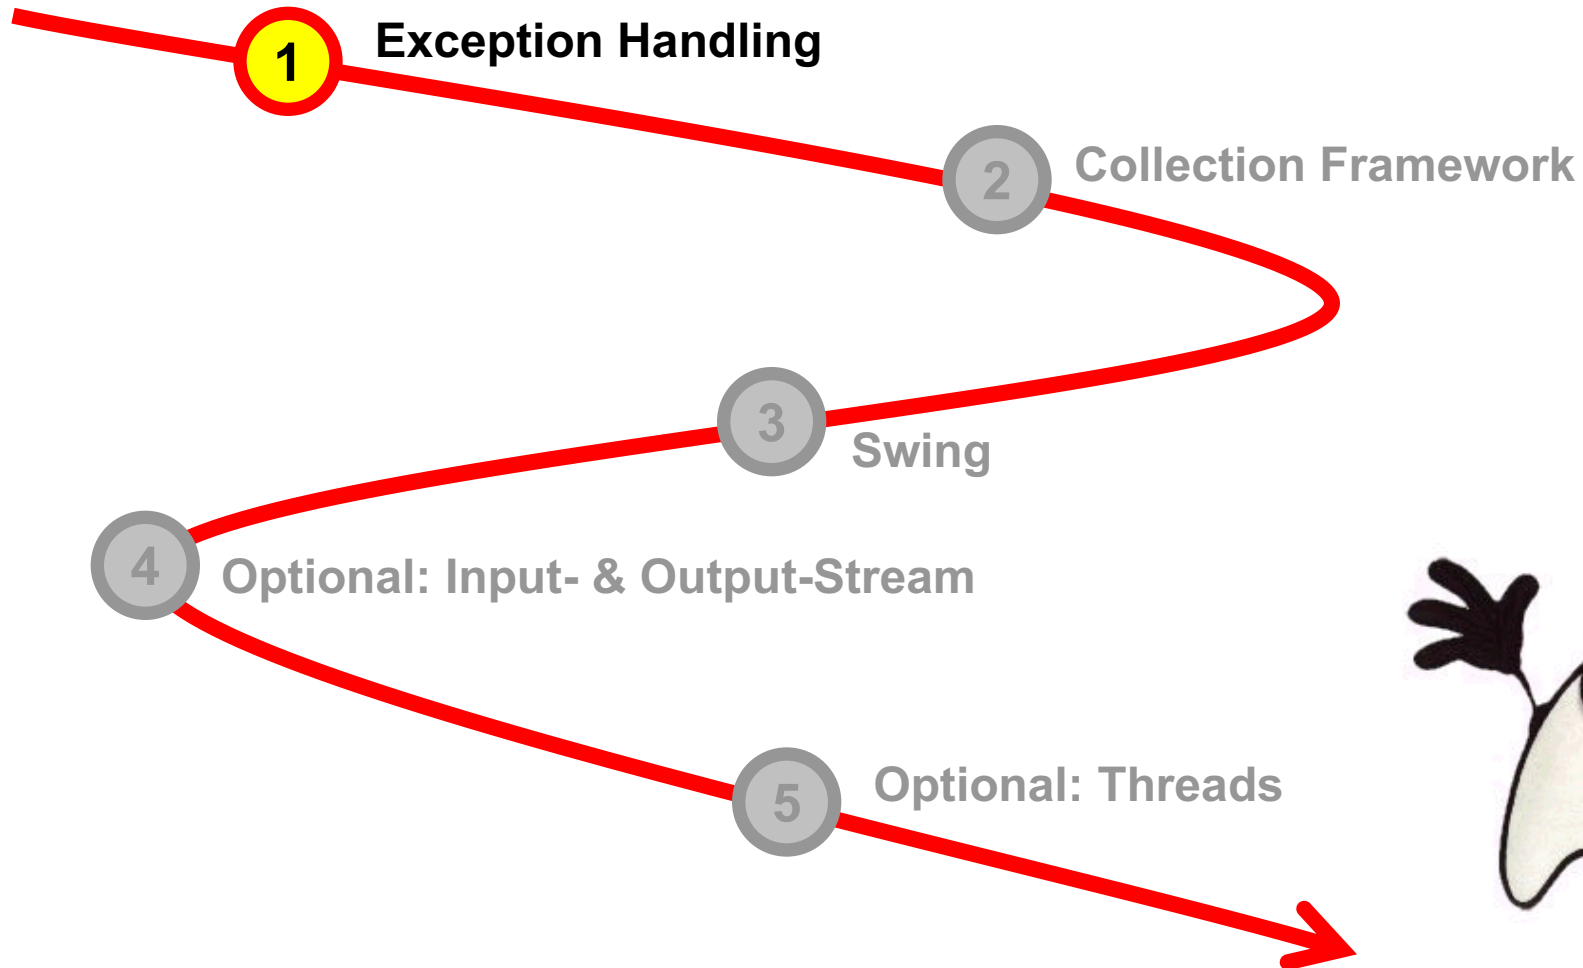 1 Exception Handling
2 Collection Framework
3 Swing
4 Optional: Input- & Output-Stream
5 Optional: Threads